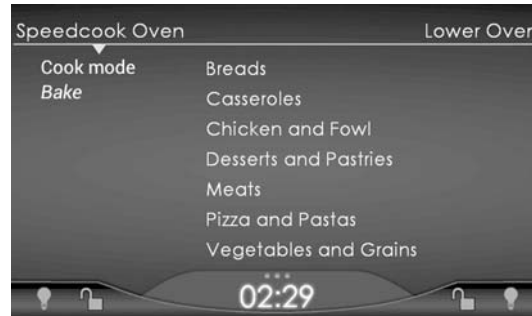 Speedcook Oven Lower Oven
Cook mode
Bake
Breads
Casseroles
Chicken and Fowl
Desserts and Pastries
Meats
Pizza and Pastas
Vegetables and Grains
02:29